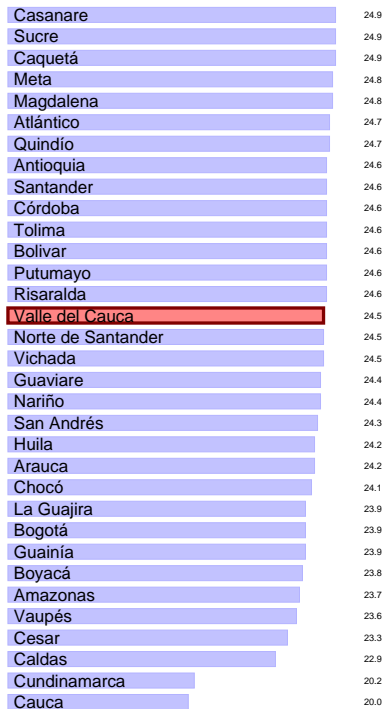 Casanare 24.9
Sucre 24.9
Caquetá 24.9
Meta 24.8
Magdalena 24.8
Atlántico 24.7
Quindío 24.7
Antioquia 24.6
Santander 24.6
Córdoba 24.6
Tolima 24.6
Bolivar 24.6
Putumayo 24.6
Risaralda 24.6
Valle del Cauca 24.5
Norte de Santander 24.5
Vichada 24.5
Guaviare 24.4
Nariño 24.4
San Andrés 24.3
Huila 24.2
Arauca 24.2
Chocó 24.1
La Guajira 23.9
Bogotá 23.9
Guainía 23.9
Boyacá 23.8
Amazonas 23.7
Vaupés 23.6
Cesar 23.3
Caldas 22.9
Cundinamarca 20.2
Cauca 20.0